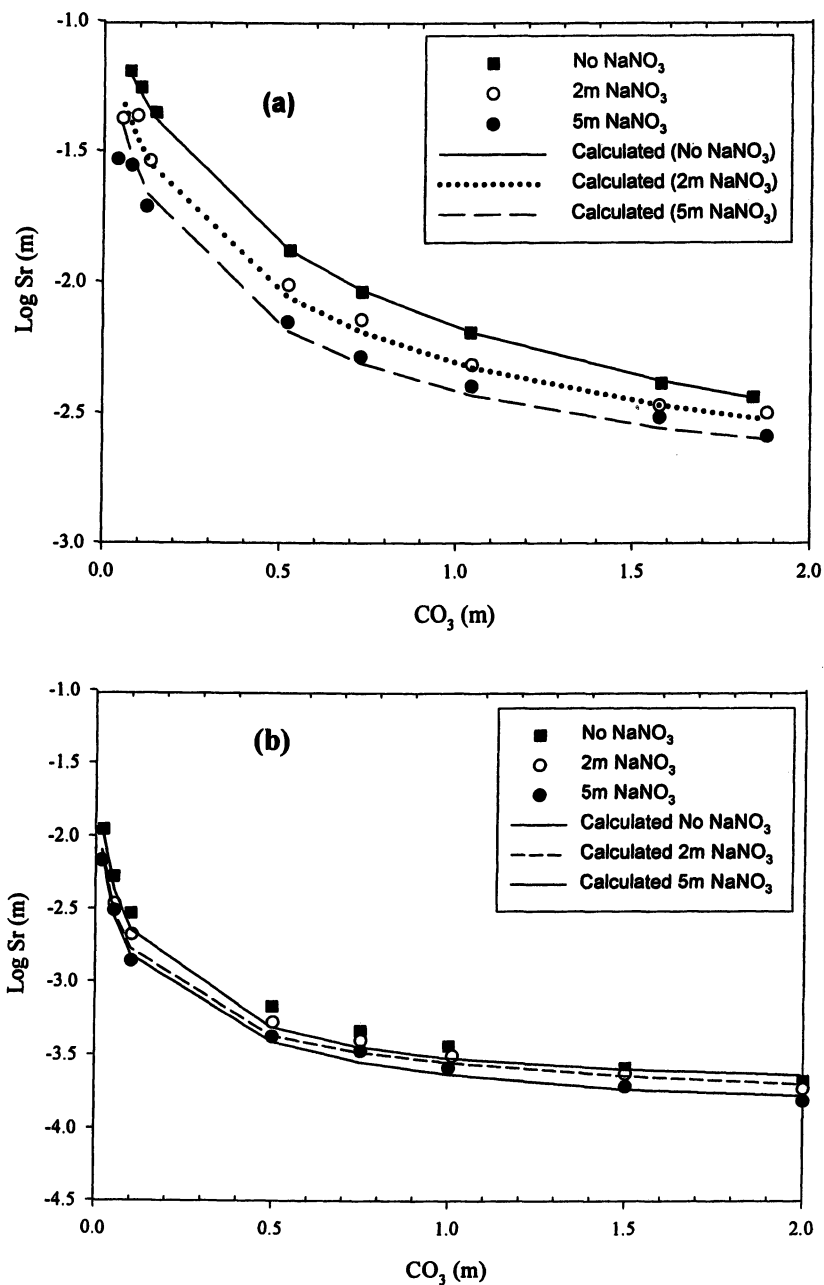 (a)
No NaNO3
2m NaNO3
5m NaNO3
Calculated (No NaNO3)
Calculated (2m NaNO3)
Calculated (5m NaNO3)
Log Sr (m)
-1.0
-1.5
-2.0
-2.5
-3.0
0.0
0.5
1.0
1.5
2.0
CO3 (m)
(b)
No NaNO3
2m NaNO3
5m NaNO3
Calculated No NaNO3
Calculated 2m NaNO3
Calculated 5m NaNO3
Log Sr (m)
-1.0
-1.5
-2.0
-2.5
-3.0
-3.5
-4.0
-4.5
0.0
0.5
1.0
1.5
2.0
CO3 (m)